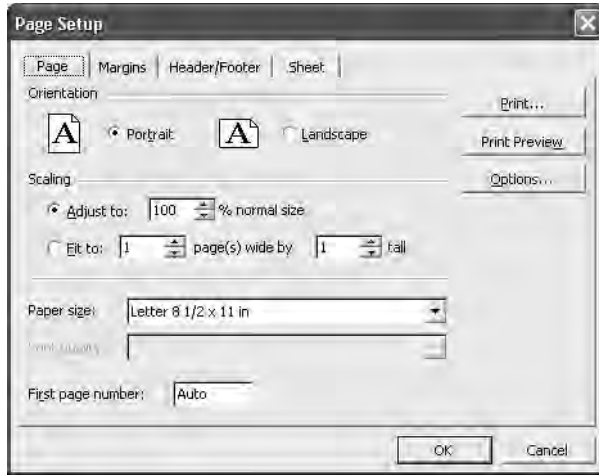 Page Setup
Page Margins Header/Footer Sheet
Orientation
A Portrait A Landscape
Print...
Print Preview
Options...
Scaling
Adjust to: 100 % normal size
Fit to: 1 page(s) wide by 1 tall
Paper size: Letter 8 1/2 x 11 in
First page number: Auto
OK Cancel